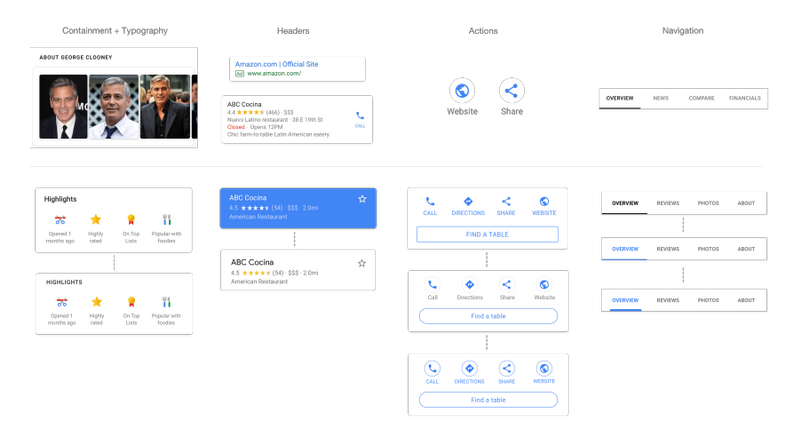 Containment + Typography
Headers
Actions
Navigation
ABOUT GEORGE CLOONEY
Amazon.com | Official Site
Ad www.amazon.com/
ABC Cocina
4.4 (466) · $$$
Nuevo Latino restaurant · 38 E 19th St
Closed · Opens 12PM
Chic farm-to-table Latin American eatery
CALL
Website
Share
OVERVIEW NEWS COMPARE FINANCIALS
Highlights
Opened 1 months ago
Highly rated
On Top Lists
Popular with foodies
HIGHLIGHTS
Opened 1 months ago
Highly rated
On Top Lists
Popular with foodies
ABC Cocina
4.5 (54) · $$$ · 2.0mi
American Restaurant
ABC Cocina
4.5 (54) · $$$ · 2.0mi
American Restaurant
CALL DIRECTIONS SHARE WEBSITE
FIND A TABLE
Call Directions Share Website
Find a table
CALL DIRECTIONS SHARE WEBSITE
Find a table
OVERVIEW REVIEWS PHOTOS ABOUT
OVERVIEW REVIEWS PHOTOS ABOUT
OVERVIEW REVIEWS PHOTOS ABOUT